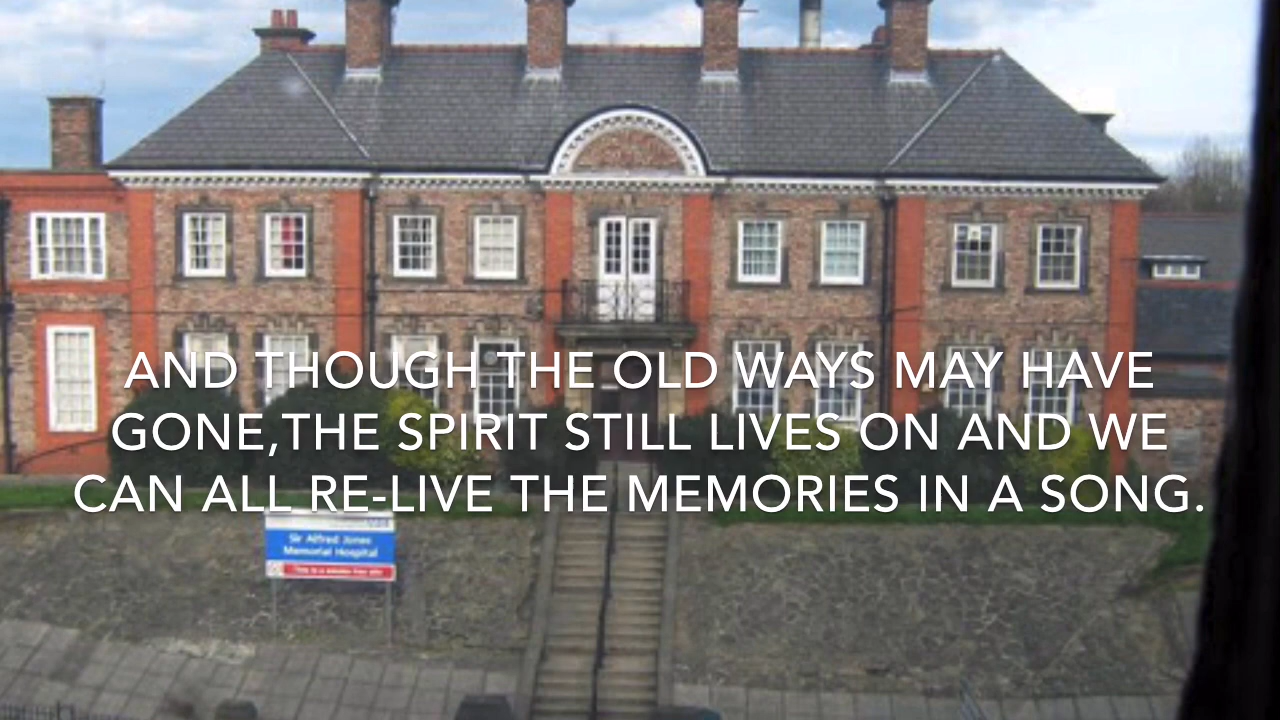 AND THOUGH THE OLD WAYS MAY HAVE
GONE,THE SPIRIT STILL LIVES ON AND WE
CAN ALL RE-LIVE THE MEMORIES IN A SONG.
Sir Alfred Jones
Memorial Hospital